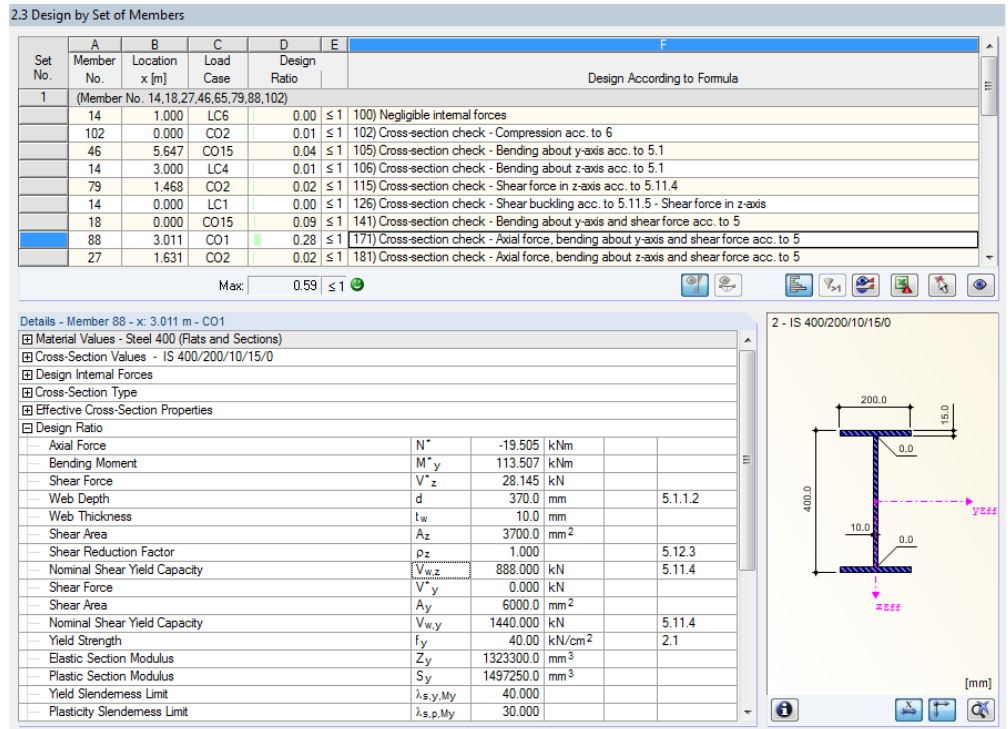 2.3 Design by Set of Members
A B C D E F
Set Member Location Load Design
No. No. x [m] Case Ratio Design According to Formula
1 (Member No. 14,18,27,46,65,79,88,102)
14 1.000 LC6 0.00 ≤ 1 100) Negligible internal forces
102 0.000 CO2 0.01 ≤ 1 102) Cross-section check - Compression acc. to 6
46 5.647 CO15 0.04 ≤ 1 105) Cross-section check - Bending about y-axis acc. to 5.1
14 3.000 LC4 0.01 ≤ 1 106) Cross-section check - Bending about z-axis acc. to 5.1
79 1.468 CO2 0.02 ≤ 1 115) Cross-section check - Shear force in z-axis acc. to 5.11.4
14 0.000 LC1 0.00 ≤ 1 126) Cross-section check - Shear buckling acc. to 5.11.5 - Shear force in z-axis
18 0.000 CO15 0.09 ≤ 1 141) Cross-section check - Bending about y-axis and shear force acc. to 5
88 3.011 CO1 0.28 ≤ 1 171) Cross-section check - Axial force, bending about y-axis and shear force acc. to 5
27 1.631 CO2 0.02 ≤ 1 181) Cross-section check - Axial force, bending about z-axis and shear force acc. to 5
Max: 0.59 ≤ 1
>1
Details - Member 88 - x: 3.011 m - CO1
Material Values - Steel 400 (Flats and Sections)
Cross-Section Values - IS 400/200/10/15/0
Design Internal Forces
Cross-Section Type
Effective Cross-Section Properties
Design Ratio
Axial Force N* -19.505 kNm
Bending Moment M*y 113.507 kNm
Shear Force V*z 28.145 kN
Web Depth d 370.0 mm 5.1.1.2
Web Thickness tw 10.0 mm
Shear Area Az 3700.0 mm2
Shear Reduction Factor ρz 1.000 5.12.3
Nominal Shear Yield Capacity Vw,z 888.000 kN 5.11.4
Shear Force V*y 0.000 kN
Shear Area Ay 6000.0 mm2
Nominal Shear Yield Capacity Vw,y 1440.000 kN 5.11.4
Yield Strength fy 40.00 kN/cm2 2.1
Elastic Section Modulus Zy 1323300.0 mm3
Plastic Section Modulus Sy 1497250.0 mm3
Yield Slenderness Limit λs,y,My 40.000
Plasticity Slenderness Limit λs,p,My 30.000
2 - IS 400/200/10/15/0
200.0
15.0
0.0
400.0
yEff
10.0
0.0
zEff
[mm]